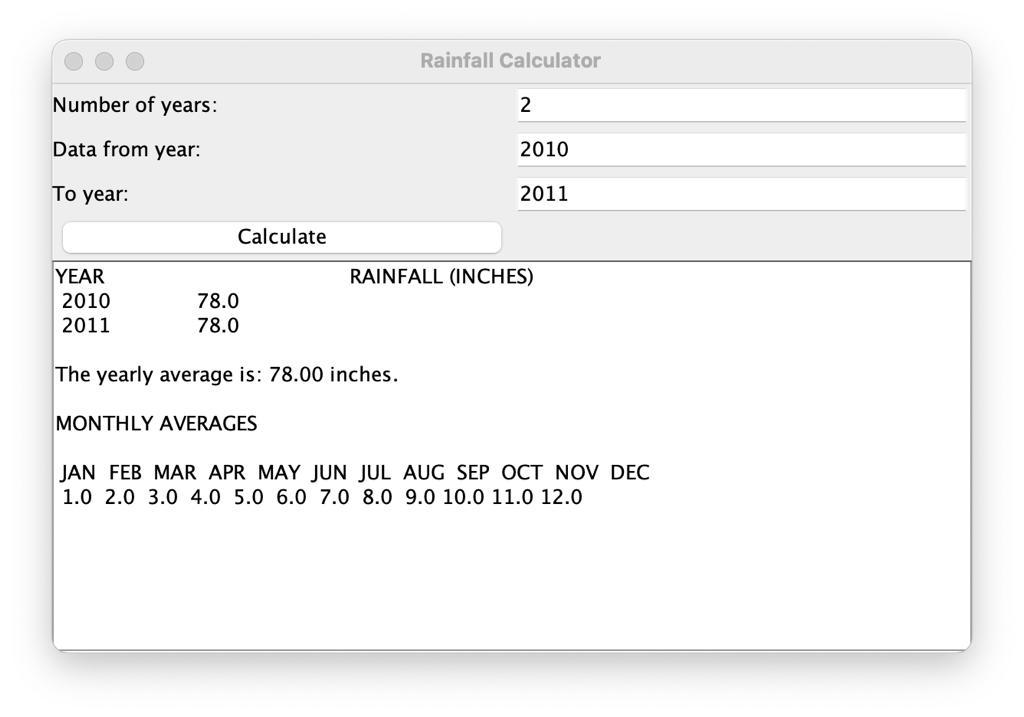 Rainfall Calculator
Number of years: 2
Data from year: 2010
To year: 2011
Calculate
YEAR RAINFALL (INCHES)
2010 78.0
2011 78.0
The yearly average is: 78.00 inches.
MONTHLY AVERAGES
JAN FEB MAR APR MAY JUN JUL AUG SEP OCT NOV DEC
1.0 2.0 3.0 4.0 5.0 6.0 7.0 8.0 9.0 10.0 11.0 12.0